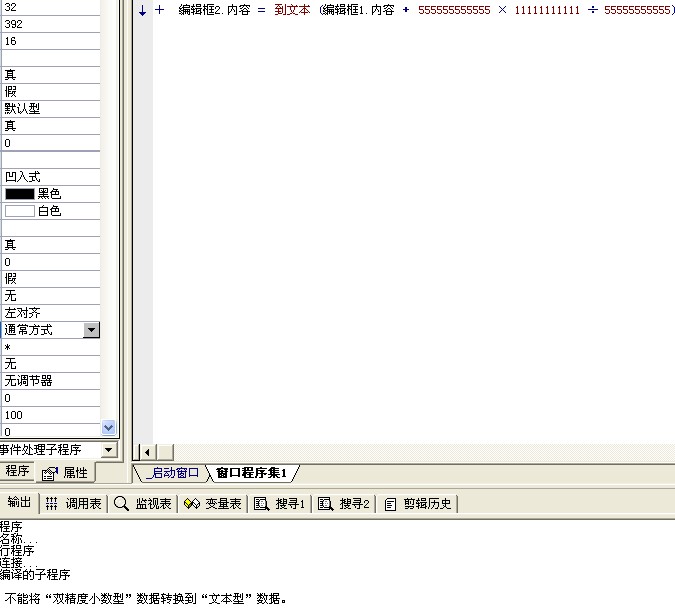 32
392
16
真
假
默认型
真
0
凹入式
黑色
白色
真
0
假
无
左对齐
通常方式
*
无
无调节器
0
100
0
事件处理子程序
程序 属性
↓ + 编辑框2.内容 = 到文本 (编辑框1.内容 + 555555555555 × 11111111111 ÷ 55555555555)
_启动窗口 窗口程序集1
输出 调用表 监视表 变量表 搜寻1 搜寻2 剪辑历史
程序
名称...
行程序
连接...
编译的子程序
不能将“双精度小数型”数据转换到“文本型”数据。